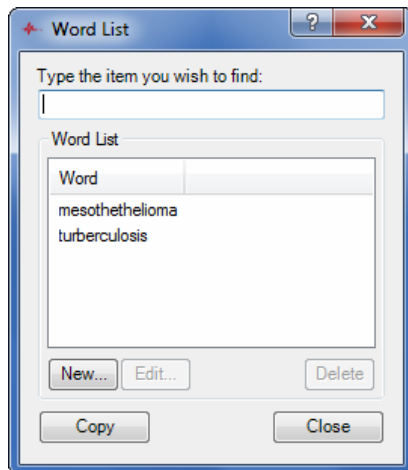 Word List
Type the item you wish to find:
Word List
Word
mesothethelioma
turberculosis
New... Edit... Delete
Copy Close